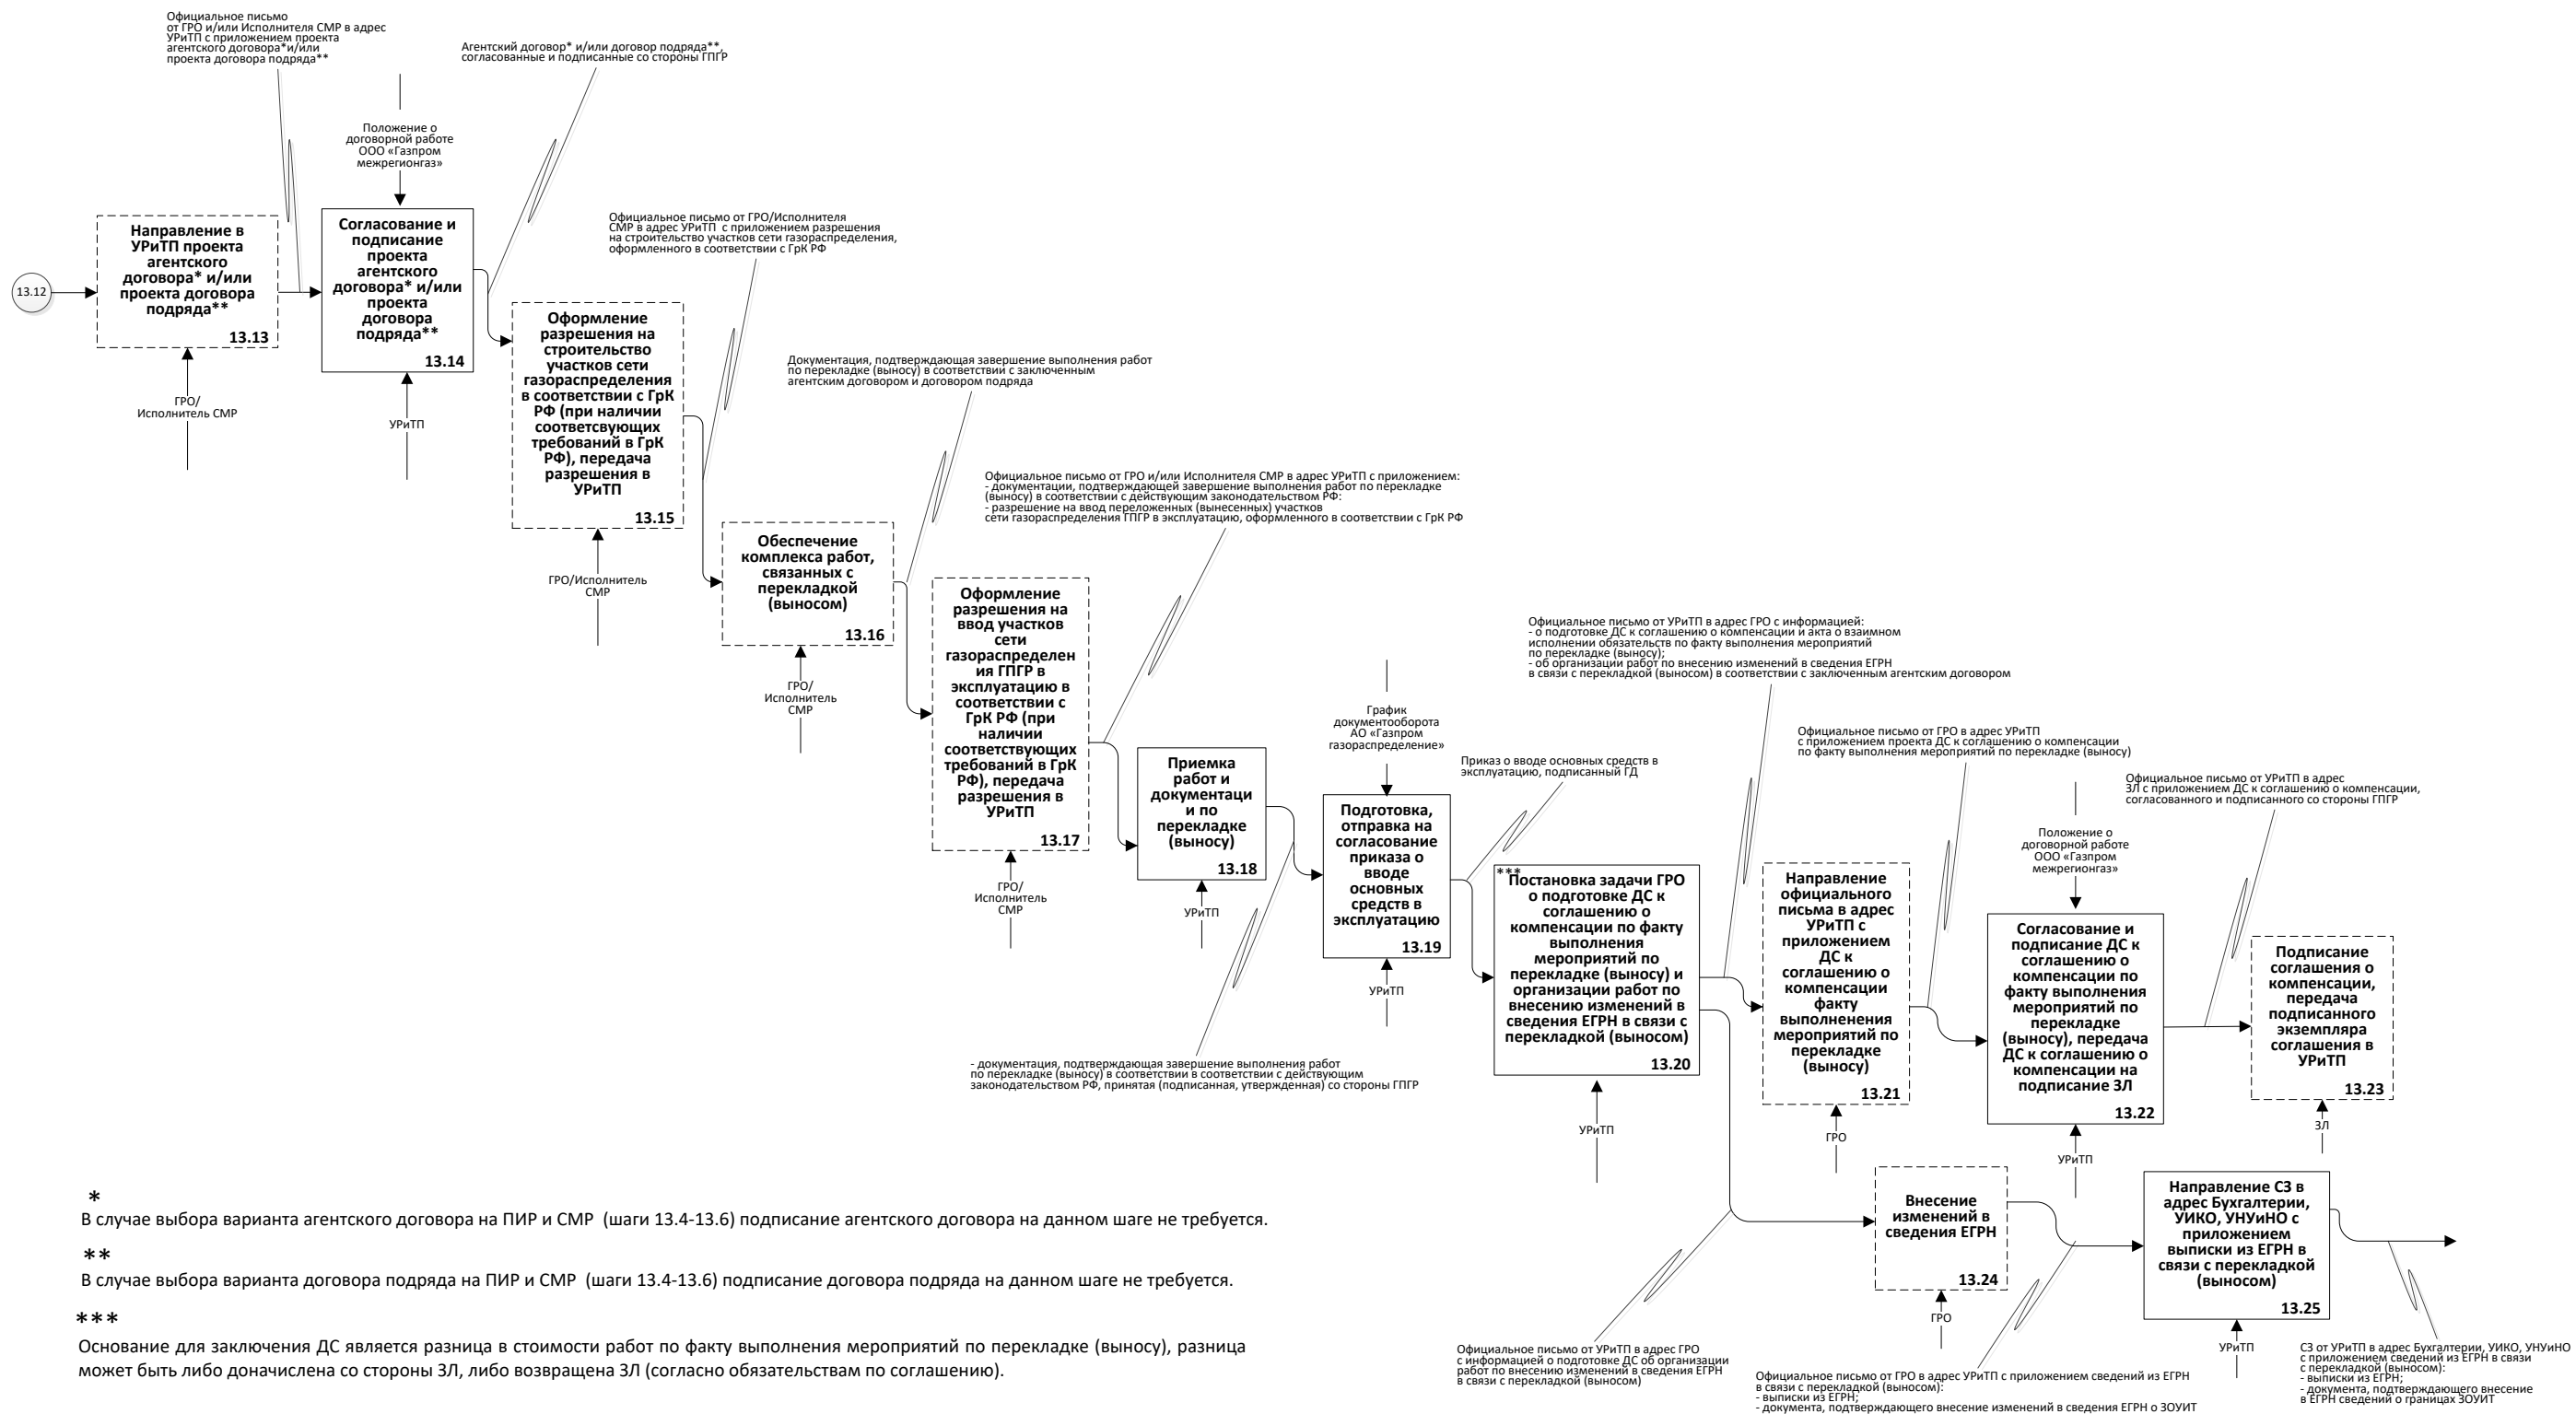 Официальное письмо
от ГРО и/или Исполнителя СМР в адрес
УРиТП с приложением проекта
агентского договора*и/или
проекта договора подряда**
Агентский договор* и/или договор подряда**,
согласованные и подписанные со стороны ГПГР
Положение о
договорной работе
ООО «Газпром
межрегионгаз»
13.12
Направление в
УРиТП проекта
агентского
договора* и/или
проекта договора
подряда**
13.13
ГРО/
Исполнитель СМР
Согласование и
подписание
проекта
агентского
договора* и/или
проекта
договора
подряда**
13.14
УРиТП
Официальное письмо от ГРО/Исполнителя
СМР в адрес УРиТП с приложением разрешения
на строительство участков сети газораспределения,
оформленного в соответствии с ГрК РФ
Оформление
разрешения на
строительство
участков сети
газораспределения
в соответствии с ГрК
РФ (при наличии
соответсвующих
требований в ГрК
РФ), передача
разрешения в
УРиТП
13.15
ГРО/Исполнитель
СМР
Документация, подтверждающая завершение выполнения работ
по перекладке (выносу) в соответствии с заключенным
агентским договором и договором подряда
Обеспечение
комплекса работ,
связанных с
перекладкой
(выносом)
13.16
ГРО/
Исполнитель
СМР
Официальное письмо от ГРО и/или Исполнителя СМР в адрес УРиТП с приложением:
- документации, подтверждающей завершение выполнения работ по перекладке
(выносу) в соответствии с действующим законодательством РФ:
- разрешение на ввод переложенных (вынесенных) участков
сети газораспределения ГПГР в эксплуатацию, оформленного в соответствии с ГрК РФ
Оформление
разрешения на
ввод участков
сети
газораспределен
ия ГПГР в
эксплуатацию в
соответствии с
ГрК РФ (при
наличии
соответствующих
требований в ГрК
РФ), передача
разрешения в
УРиТП
13.17
ГРО/
Исполнитель
СМР
Приемка
работ и
документаци
и по
перекладке
(выносу)
13.18
УРиТП
- документация, подтверждающая завершение выполнения работ
по перекладке (выносу) в соответствии в соответствии с действующим
законодательством РФ, принятая (подписанная, утвержденная) со стороны ГПГР
График
документооборота
АО «Газпром
газораспределение»
Подготовка,
отправка на
согласование
приказа о
вводе
основных
средств в
эксплуатацию
13.19
УРиТП
Приказ о вводе основных средств в
эксплуатацию, подписанный ГД
Официальное письмо от УРиТП в адрес ГРО с информацией:
- о подготовке ДС к соглашению о компенсации и акта о взаимном
исполнении обязательств по факту выполнения мероприятий
по перекладке (выносу);
- об организации работ по внесению изменений в сведения ЕГРН
в связи с перекладкой (выносом) в соответствии с заключенным агентским договором
***
Постановка задачи ГРО
о подготовке ДС к
соглашению о
компенсации по факту
выполнения
мероприятий по
перекладке (выносу) и
организации работ по
внесению изменений в
сведения ЕГРН в связи с
перекладкой (выносом)
13.20
УРиТП
Официальное письмо от ГРО в адрес УРиТП
с приложением проекта ДС к соглашению о компенсации
по факту выполнения мероприятий по перекладке (выносу)
Направление
официального
письма в адрес
УРиТП с
приложением
ДС к
соглашению о
компенсации
факту
выполненения
мероприятий по
перекладке
(выносу)
13.21
ГРО
Положение о
договорной работе
ООО «Газпром
межрегионгаз»
Согласование и
подписание ДС к
соглашению о
компенсации по
факту выполнения
мероприятий по
перекладке
(выносу), передача
ДС к соглашению о
компенсации на
подписание ЗЛ
13.22
УРиТП
Официальное письмо от УРиТП в адрес
ЗЛ с приложением ДС к соглашению о компенсации,
согласованного и подписанного со стороны ГПГР
Подписание
соглашения о
компенсации,
передача
подписанного
экземпляра
соглашения в
УРиТП
13.23
ЗЛ
Внесение
изменений в
сведения ЕГРН
13.24
ГРО
Направление СЗ в
адрес Бухгалтерии,
УИКО, УНУиНО с
приложением
выписки из ЕГРН в
связи с перекладкой
(выносом)
13.25
УРиТП
Официальное письмо от УРиТП в адрес ГРО
с информацией о подготовке ДС об организации
работ по внесению изменений в сведения ЕГРН
в связи с перекладкой (выносом)
Официальное письмо от ГРО в адрес УРиТП с приложением сведений из ЕГРН
в связи с перекладкой (выносом):
- выписки из ЕГРН;
- документа, подтверждающего внесение изменений в сведения ЕГРН о ЗОУИТ
СЗ от УРиТП в адрес Бухгалтерии, УИКО, УНУиНО
с приложением сведений из ЕГРН в связи
с перекладкой (выносом):
- выписки из ЕГРН;
- документа, подтверждающего внесение
в ЕГРН сведений о границах ЗОУИТ
*
В случае выбора варианта агентского договора на ПИР и СМР (шаги 13.4-13.6) подписание агентского договора на данном шаге не требуется.
**
В случае выбора варианта договора подряда на ПИР и СМР (шаги 13.4-13.6) подписание договора подряда на данном шаге не требуется.
***
Основание для заключения ДС является разница в стоимости работ по факту выполнения мероприятий по перекладке (выносу), разница
может быть либо доначислена со стороны ЗЛ, либо возвращена ЗЛ (согласно обязательствам по соглашению).